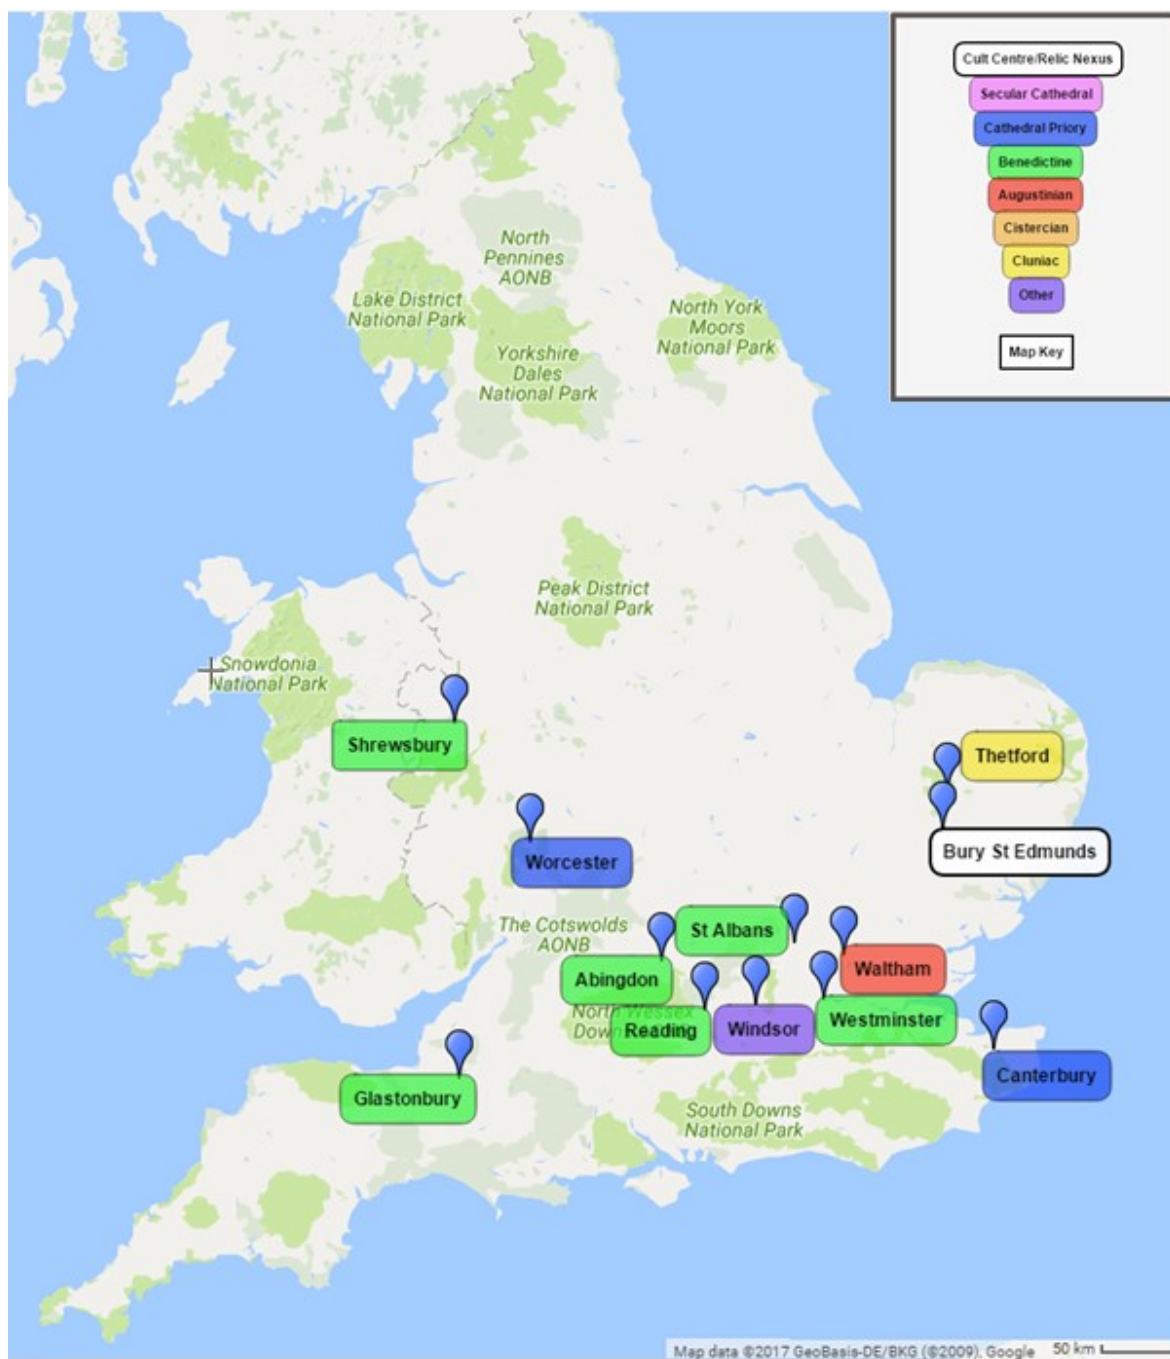 Cult Centre/Relic Nexus
Secular Cathedral
Cathedral Priory
Benedictine
Augustinian
Cistercian
Cluniac
Other
Map Key
North
Pennines
AONB
Lake District
National Park
North York
Moors
National Park
Yorkshire
Dales
National Park
Peak District
National Park
Snowdonia
National Park
Shrewsbury
Thetford
Bury St Edmunds
Worcester
The Cotswolds
AONB
St Albans
Waltham
Abingdon
North Wessex
Down
Reading
Windsor
Westminster
Canterbury
Glastonbury
South Downs
National Park
Map data ©2017 GeoBasis-DE/BKG (©2009), Google 50 km